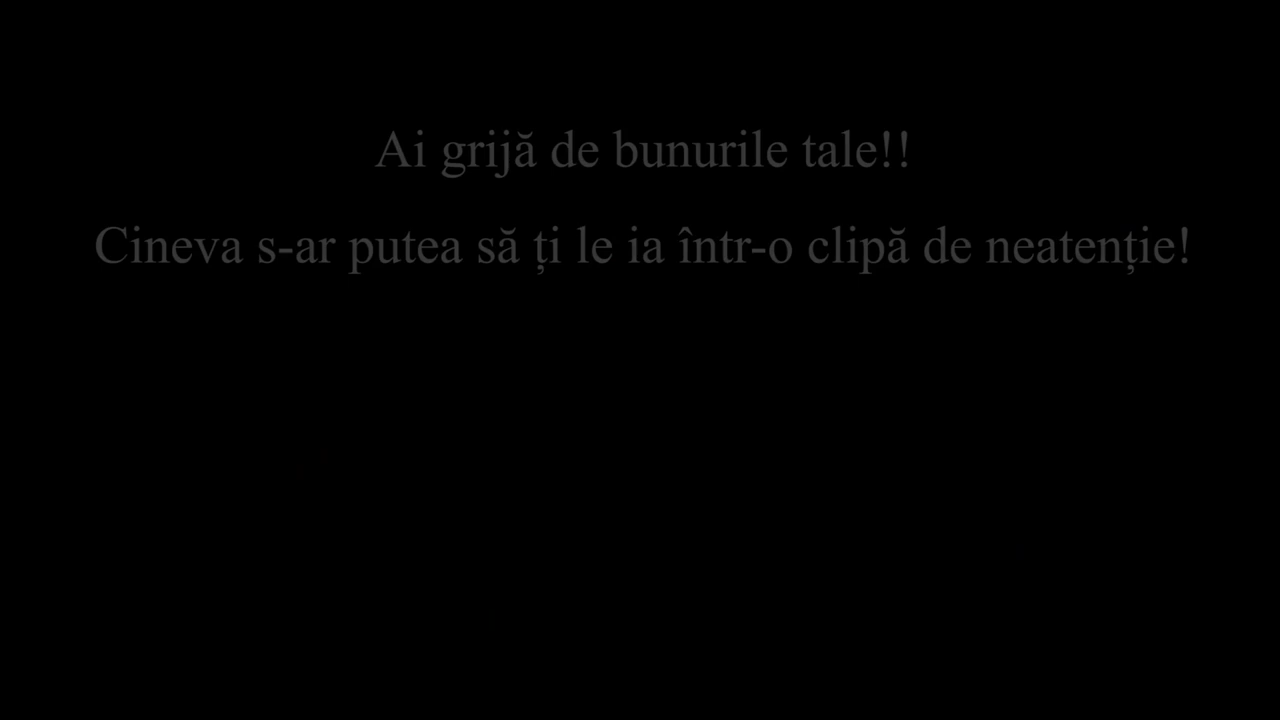 Ai grijă de bunurile tale!!
Cineva s-ar putea să ți le ia într-o clipă de neatenție!